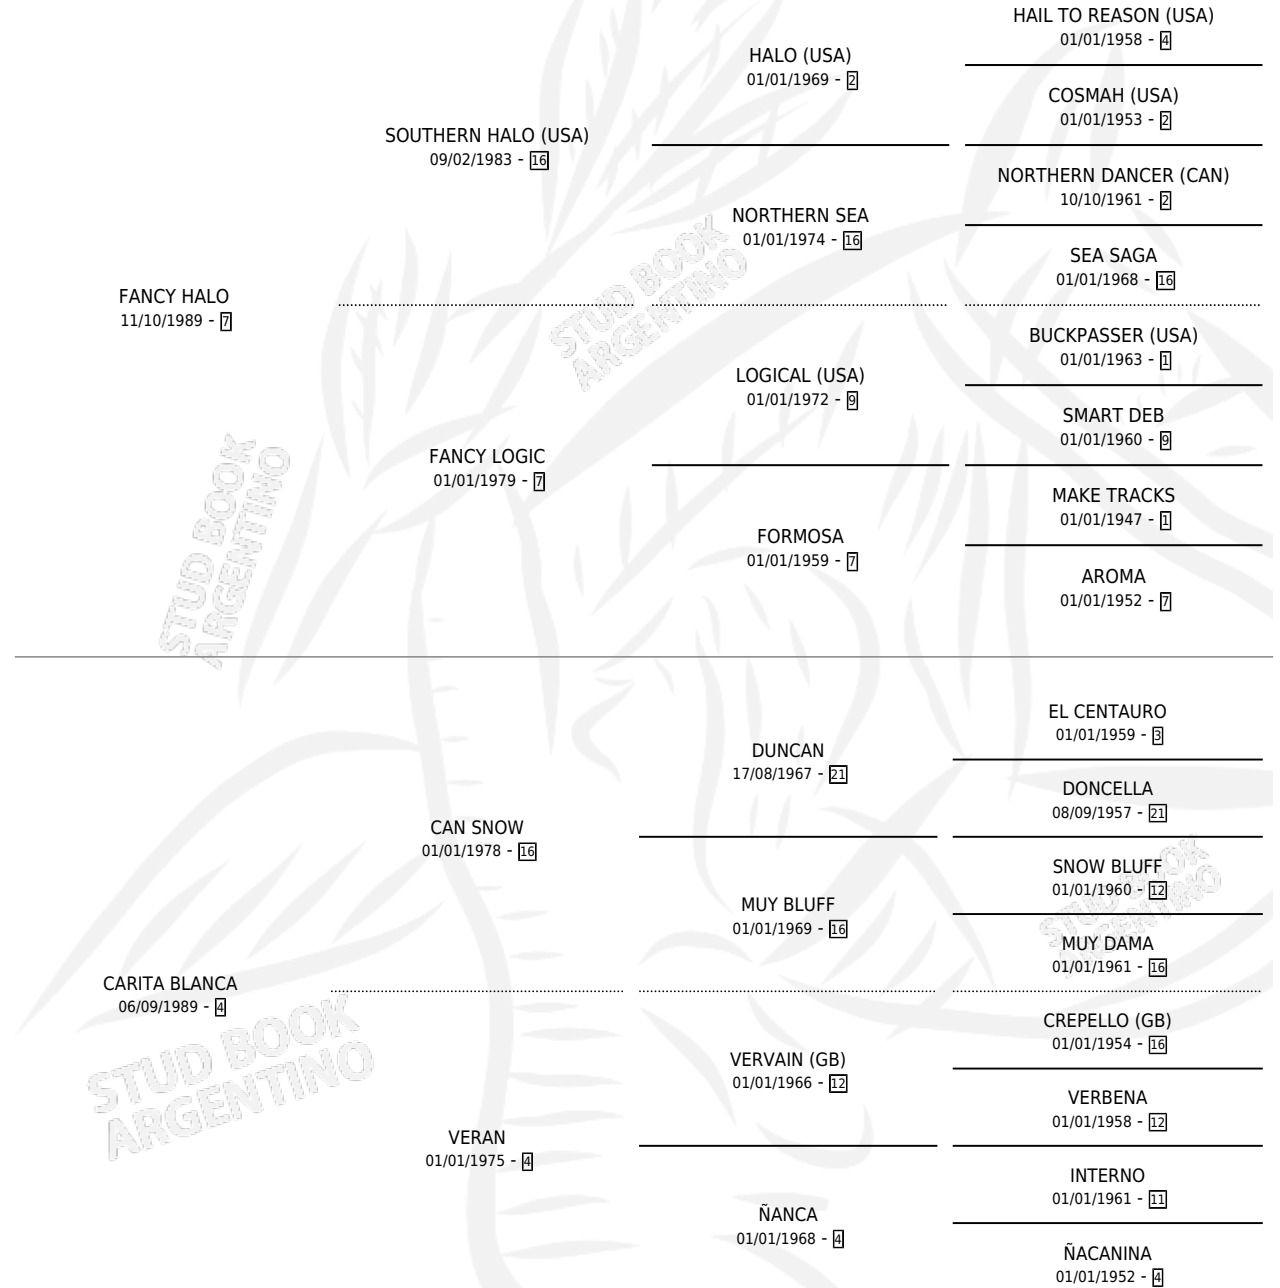 HAIL TO REASON (USA)
01/01/1958 - 4
HALO (USA)
01/01/1969 - 2
COSMAH (USA)
01/01/1953 - 2
SOUTHERN HALO (USA)
09/02/1983 - 16
NORTHERN DANCER (CAN)
10/10/1961 - 2
NORTHERN SEA
01/01/1974 - 16
SEA SAGA
01/01/1968 - 16
FANCY HALO
11/10/1989 - 7
STUD BOOK
ARGENTINO
BUCKPASSER (USA)
01/01/1963 - 1
LOGICAL (USA)
01/01/1972 - 9
SMART DEB
01/01/1960 - 9
FANCY LOGIC
01/01/1979 - 7
MAKE TRACKS
01/01/1947 - 1
FORMOSA
01/01/1959 - 7
AROMA
01/01/1952 - 7
STUD BOOK
ARGENTINO
EL CENTAURO
01/01/1959 - 3
DUNCAN
17/08/1967 - 21
DONCELLA
08/09/1957 - 21
CAN SNOW
01/01/1978 - 16
SNOW BLUFF
01/01/1960 - 12
MUY BLUFF
01/01/1969 - 16
MUY DAMA
01/01/1961 - 16
STUD BOOK
ARGENTINO
CARITA BLANCA
06/09/1989 - 4
CREPELLO (GB)
01/01/1954 - 16
VERVAIN (GB)
01/01/1966 - 12
VERBENA
01/01/1958 - 12
STUD BOOK
ARGENTINO
VERAN
01/01/1975 - 4
INTERNO
01/01/1961 - 11
ÑANCA
01/01/1968 - 4
ÑACANINA
01/01/1952 - 4